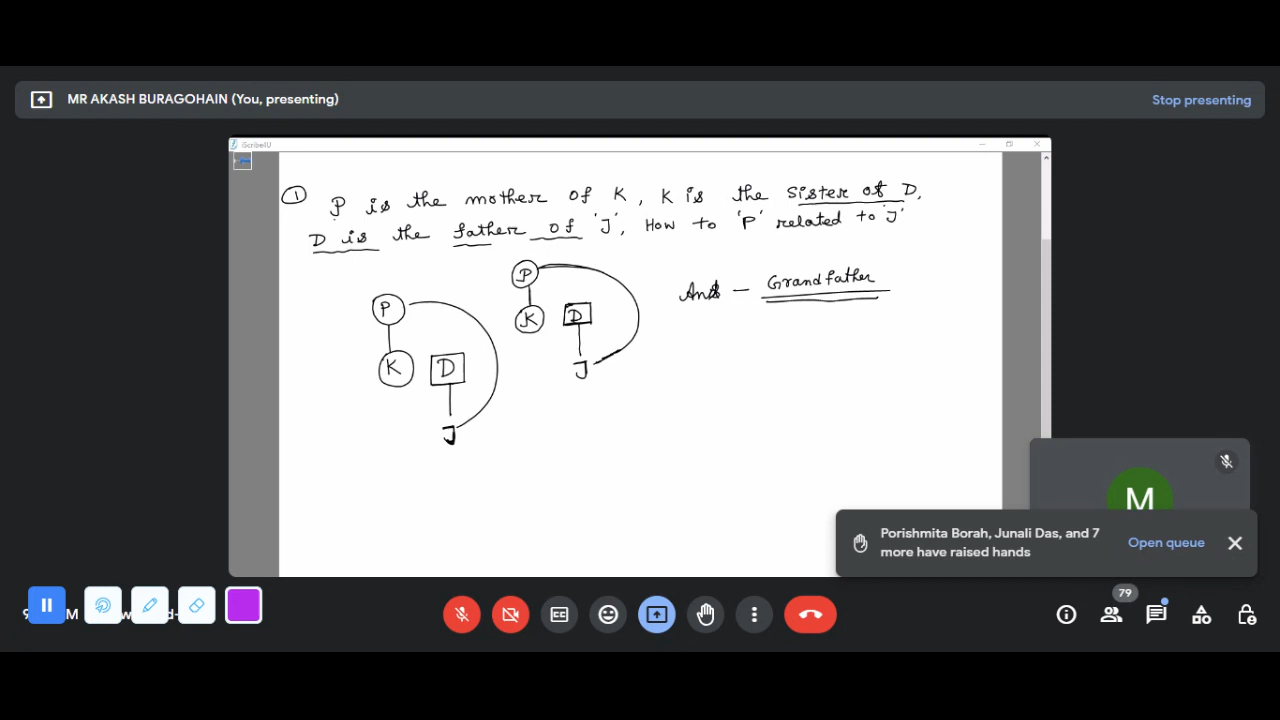 MR AKASH BURAGOHAIN (You, presenting)
Stop presenting
ScribeIU
① P is the mother of K, K is the sister of D,
D is the father of 'J', How to 'P' related to 'J'
P
K
D
J
P
K
D
J
Ans - Grandfather
M
Porishmita Borah, Junali Das, and 7
more have raised hands
Open queue
79